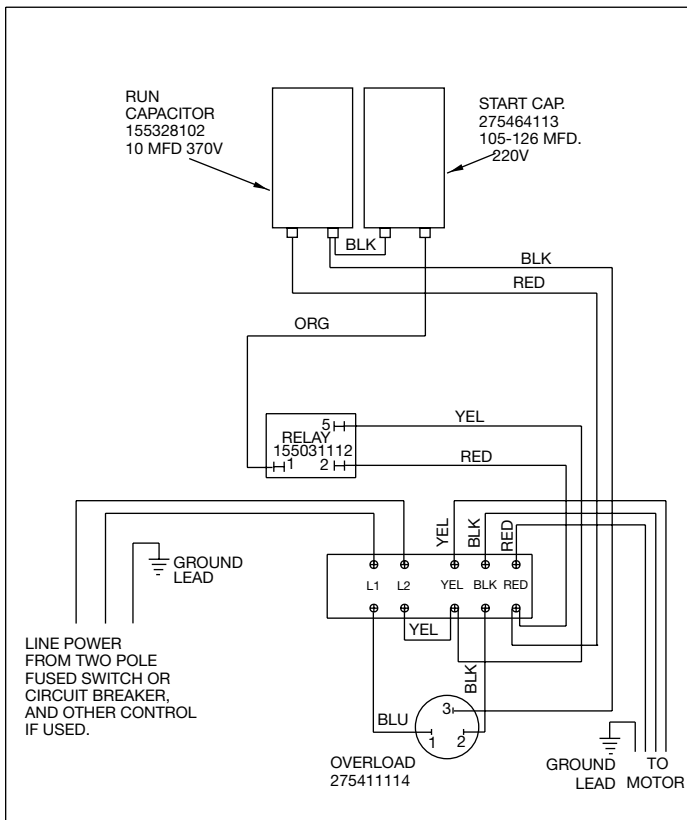 RUN
CAPACITOR
155328102
10 MFD 370V
START CAP.
275464113
105-126 MFD.
220V
BLK
BLK
RED
ORG
5
YEL
RELAY
155031112
1
2
RED
YEL
BLK
RED
GROUND
LEAD
L1
L2
YEL
BLK
RED
YEL
LINE POWER
FROM TWO POLE
FUSED SWITCH OR
CIRCUIT BREAKER,
AND OTHER CONTROL
IF USED.
BLK
BLU
3
1
2
OVERLOAD
275411114
GROUND
LEAD
TO
MOTOR